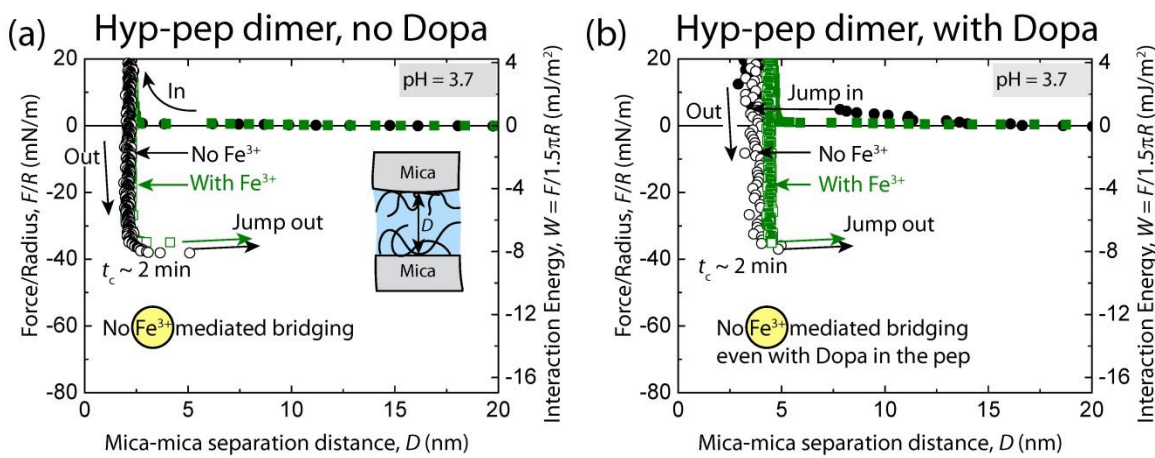 (a) Hyp-pep dimer, no Dopa
20
0
-20
-40
-60
-80
Force/Radius, F/R (mN/m)
4
0
-4
-8
-12
-16
Interaction Energy, W = F/1.5πR (mJ/m²)
pH = 3.7
In
Out
No Fe³⁺
With Fe³⁺
Mica
D
Mica
Jump out
t_c ~ 2 min
No Fe³⁺ mediated bridging
0 5 10 15 20
Mica-mica separation distance, D (nm)
(b) Hyp-pep dimer, with Dopa
20
0
-20
-40
-60
-80
Force/Radius, F/R (mN/m)
4
0
-4
-8
-12
-16
Interaction Energy, W = F/1.5πR (mJ/m²)
pH = 3.7
Out
Jump in
No Fe³⁺
With Fe³⁺
Jump out
t_c ~ 2 min
No Fe³⁺ mediated bridging
even with Dopa in the pep
0 5 10 15 20
Mica-mica separation distance, D (nm)